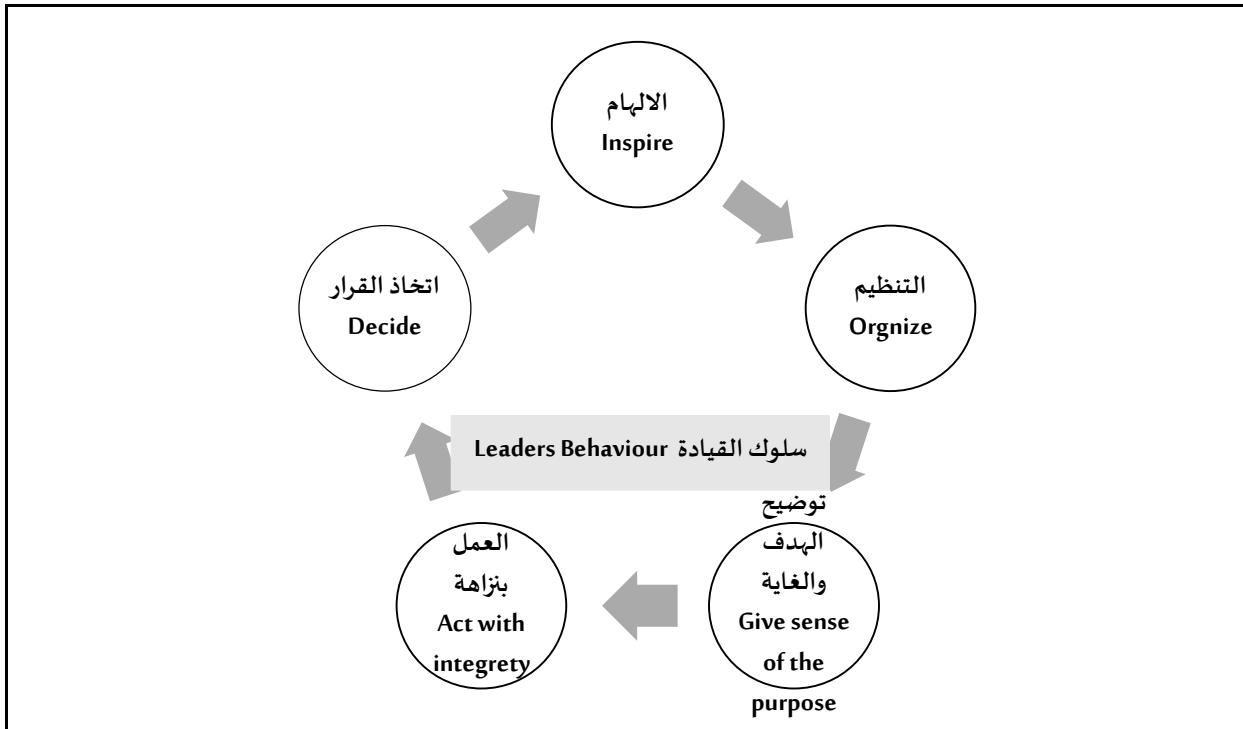 الالهام
Inspire
التنظيم
Orgnize
توضيح
الهدف
والغاية
Give sense
of the
purpose
العمل
بنزاهة
Act with
integrety
اتخاذ القرار
Decide
سلوك القيادة Leaders Behaviour